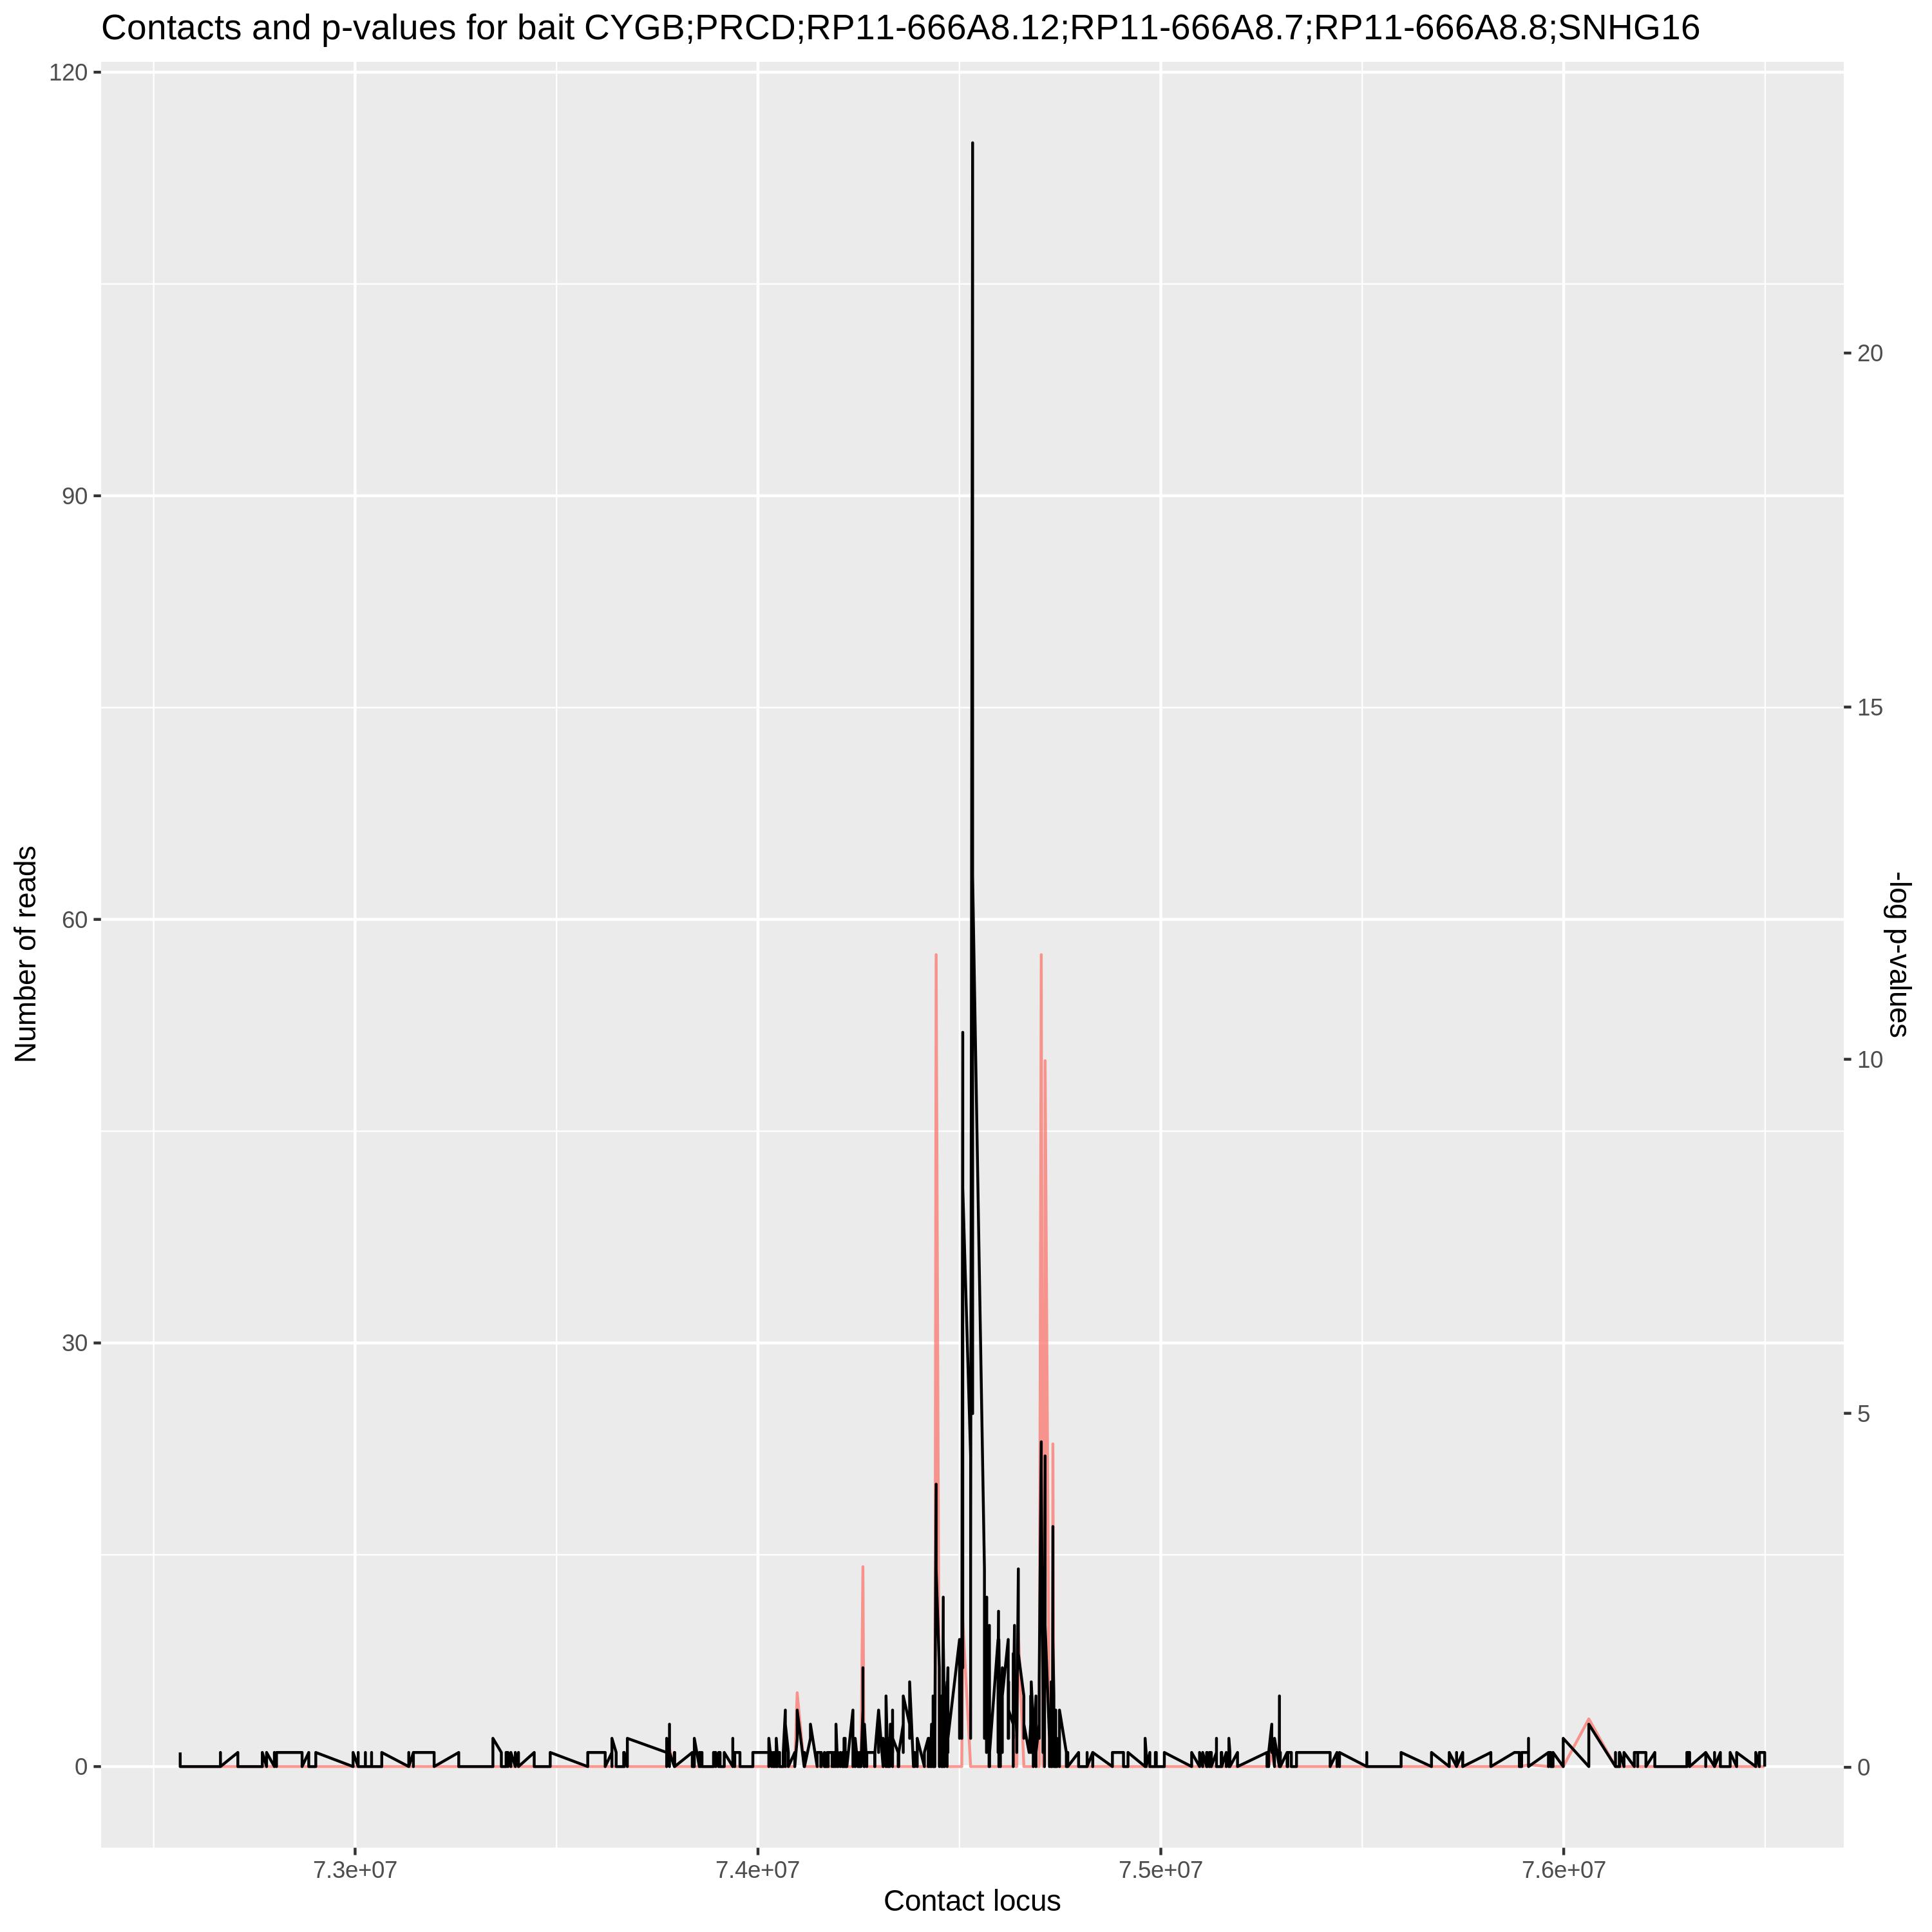 Contacts and p-values for bait CYGB;PRCD;RP11-666A8.12;RP11-666A8.7;RP11-666A8.8;SNHG16
120
90
60
30
0
Number of reads
20
15
10
5
0
-log p-values
7.3e+07
7.4e+07
7.5e+07
7.6e+07
Contact locus